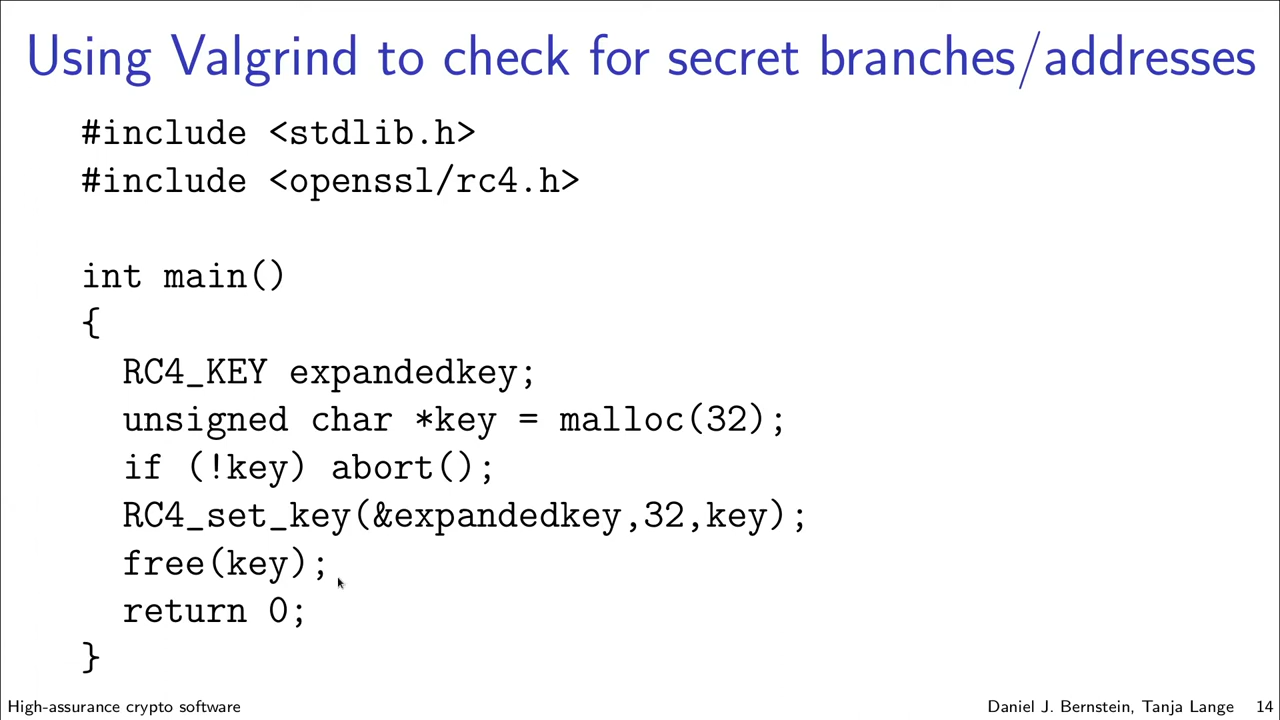 Using Valgrind to check for secret branches/addresses
#include <stdlib.h>
#include <openssl/rc4.h>
int main()
{
RC4_KEY expandedkey;
unsigned char *key = malloc(32);
if (!key) abort();
RC4_set_key(&expandedkey,32,key);
free(key);
return 0;
}
High-assurance crypto software
Daniel J. Bernstein, Tanja Lange 14